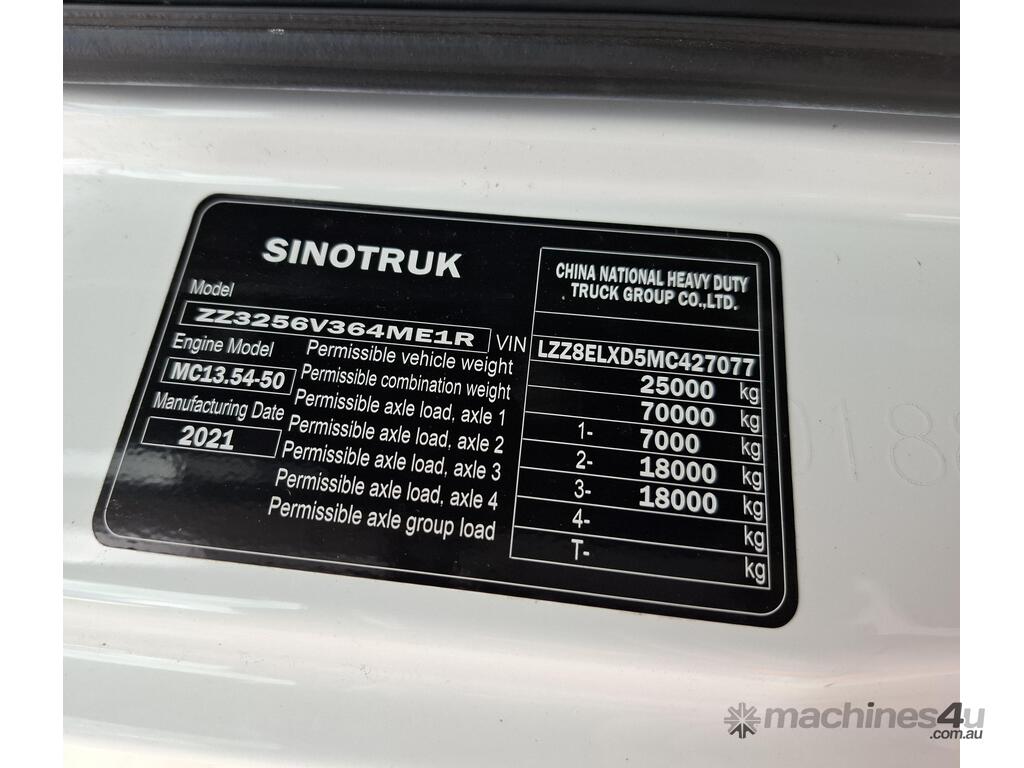 SINOTRUK
CHINA NATIONAL HEAVY DUTY
TRUCK GROUP CO.,LTD.
Model
ZZ3256V364ME1R
VIN LZZ8ELXD5MC427077
Engine Model
MC13.54-50
Manufacturing Date
2021
Permissible vehicle weight 25000 kg
Permissible combination weight 70000 kg
Permissible axle load, axle 1 1- 7000 kg
Permissible axle load, axle 2 2- 18000 kg
Permissible axle load, axle 3 3- 18000 kg
Permissible axle load, axle 4 4- kg
Permissible axle group load T- kg
machines4u
.com.au